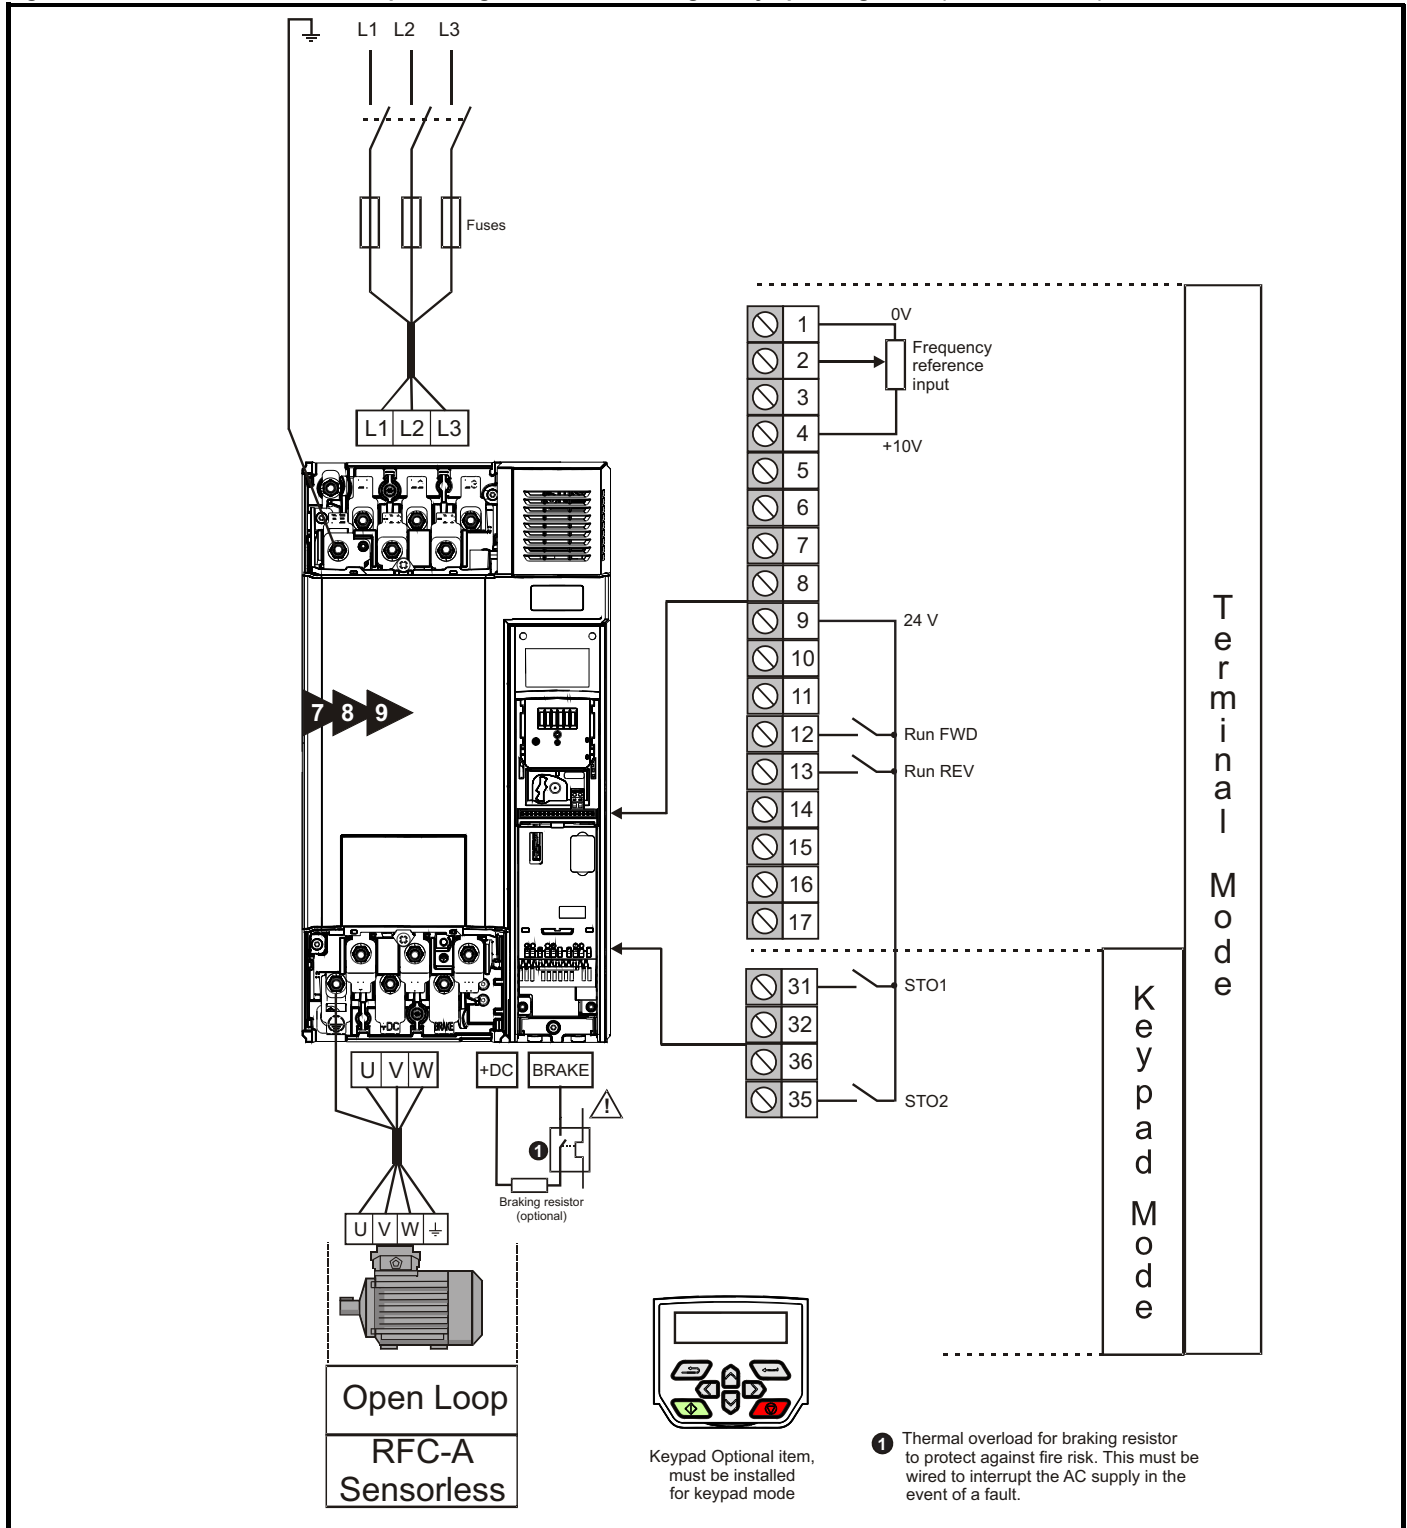 L1 L2 L3
Fuses
L1 L2 L3
1
2
3
4
5
6
7
8
9
10
11
12
13
14
15
16
17
0V
Frequency
reference
input
+10V
24 V
Run FWD
Run REV
31
32
36
35
STO1
STO2
Terminal Mode
Keypad Mode
7 8 9
+DC BRAKE
U V W
+DC
BRAKE
1
Braking resistor
(optional)
U V W
Open Loop
RFC-A
Sensorless
Keypad Optional item,
must be installed
for keypad mode
1 Thermal overload for braking resistor
to protect against fire risk. This must be
wired to interrupt the AC supply in the
event of a fault.